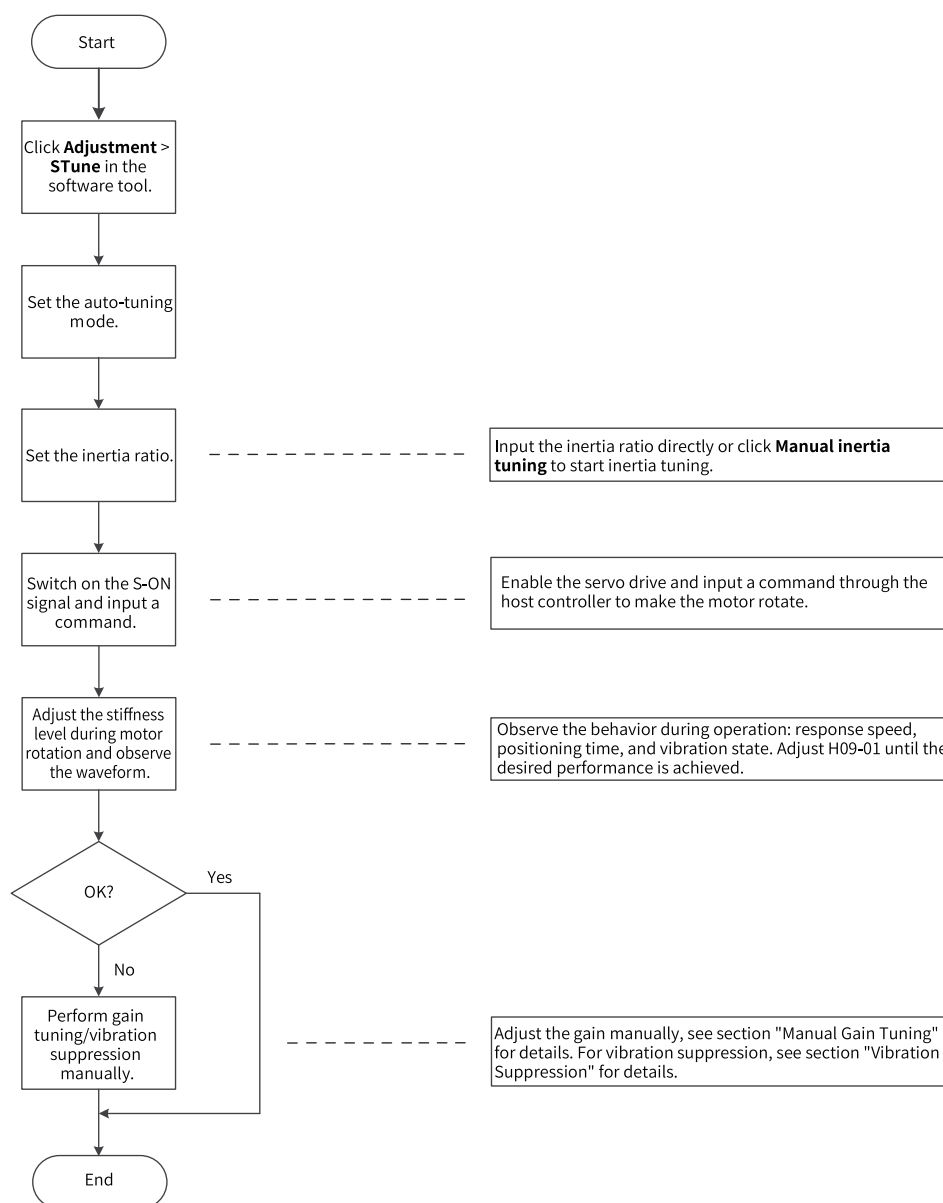 Start
Click Adjustment >
STune in the
software tool.
Set the auto-tuning
mode.
Set the inertia ratio.
Input the inertia ratio directly or click Manual inertia
tuning to start inertia tuning.
Switch on the S-ON
signal and input a
command.
Enable the servo drive and input a command through the
host controller to make the motor rotate.
Adjust the stiffness
level during motor
rotation and observe
the waveform.
Observe the behavior during operation: response speed,
positioning time, and vibration state. Adjust H09-01 until the
desired performance is achieved.
OK?
Yes
No
Perform gain
tuning/vibration
suppression
manually.
Adjust the gain manually, see section "Manual Gain Tuning"
for details. For vibration suppression, see section "Vibration
Suppression" for details.
End